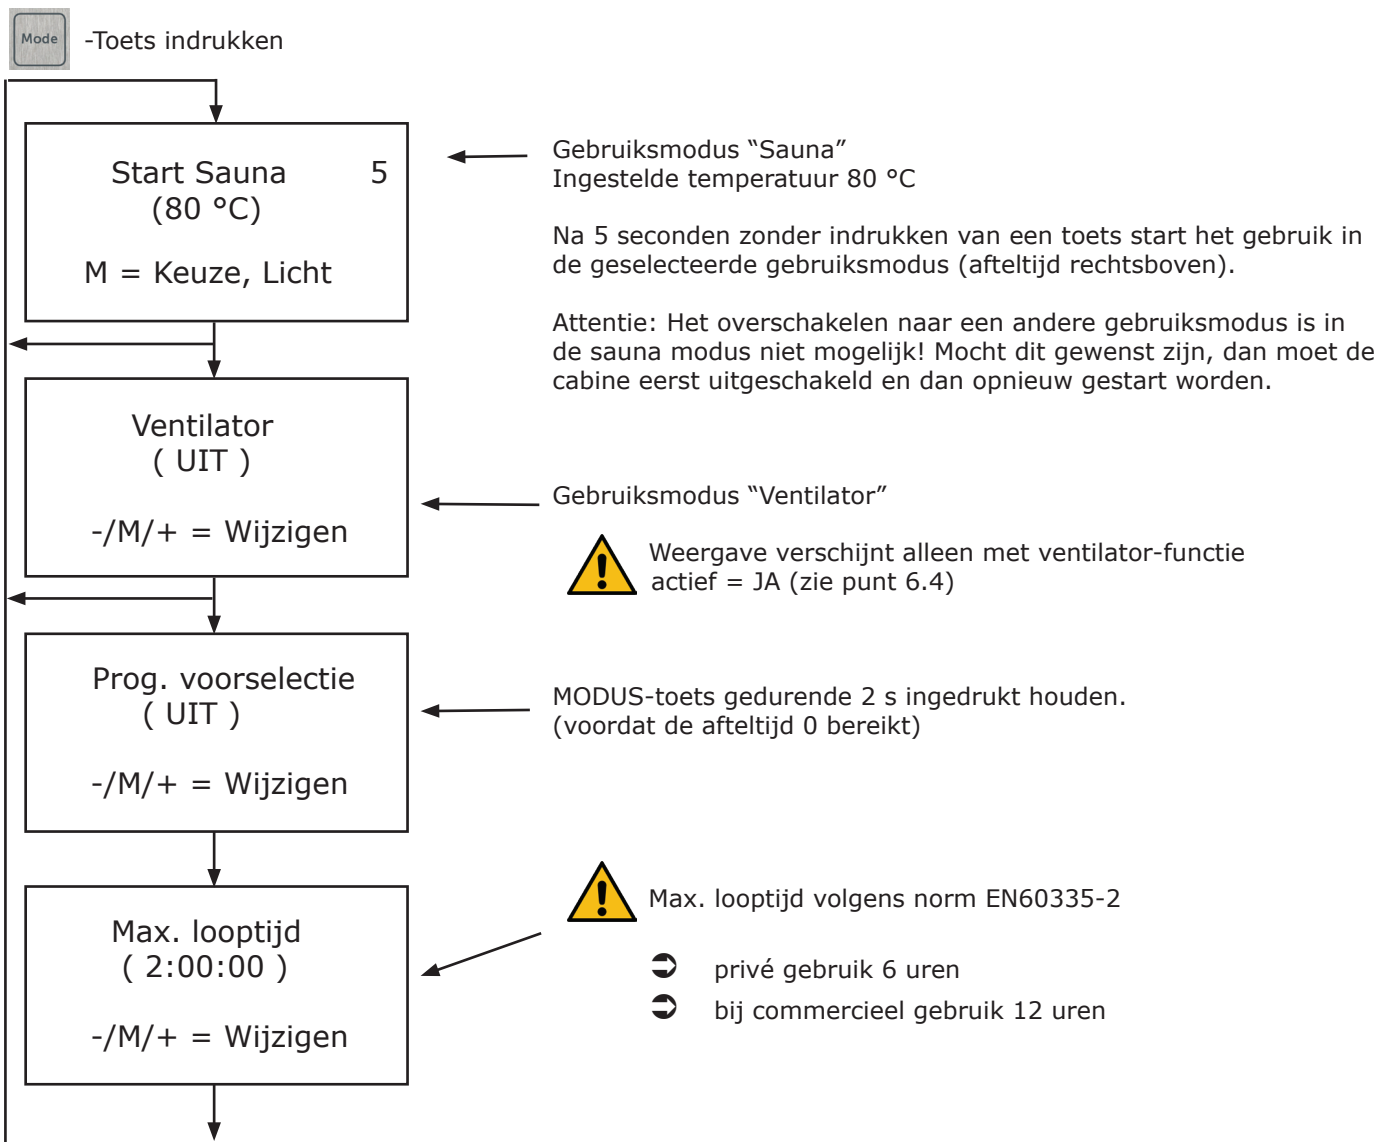 Mode
-Toets indrukken
Start Sauna 5
(80 °C)
M = Keuze, Licht
Gebruiksmodus “Sauna”
Ingestelde temperatuur 80 °C
Na 5 seconden zonder indrukken van een toets start het gebruik in
de geselecteerde gebruiksmodus (afteltijd rechtsboven).
Attentie: Het overschakelen naar een andere gebruiksmodus is in
de sauna modus niet mogelijk! Mocht dit gewenst zijn, dan moet de
cabine eerst uitgeschakeld en dan opnieuw gestart worden.
Ventilator
( UIT )
-/M/+ = Wijzigen
Gebruiksmodus “Ventilator”
Weergave verschijnt alleen met ventilator-functie
actief = JA (zie punt 6.4)
Prog. voorselectie
( UIT )
-/M/+ = Wijzigen
MODUS-toets gedurende 2 s ingedrukt houden.
(voordat de afteltijd 0 bereikt)
Max. looptijd
( 2:00:00 )
-/M/+ = Wijzigen
Max. looptijd volgens norm EN60335-2
➲ privé gebruik 6 uren
➲ bij commercieel gebruik 12 uren